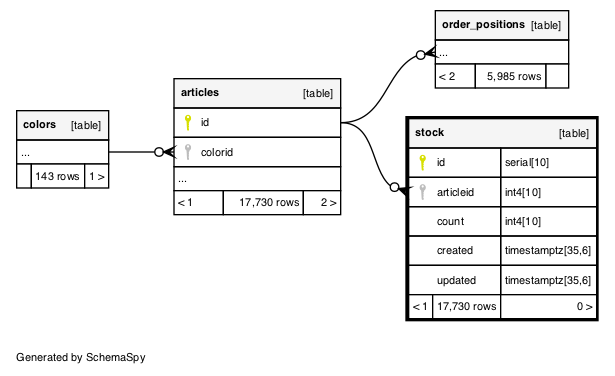 order_positions [table]
...
< 2 5,985 rows
articles [table]
id
colorid
...
< 1 17,730 rows 2 >
colors [table]
...
143 rows 1 >
stock [table]
id serial[10]
articleid int4[10]
count int4[10]
created timestamptz[35,6]
updated timestamptz[35,6]
< 1 17,730 rows 0 >
Generated by SchemaSpy